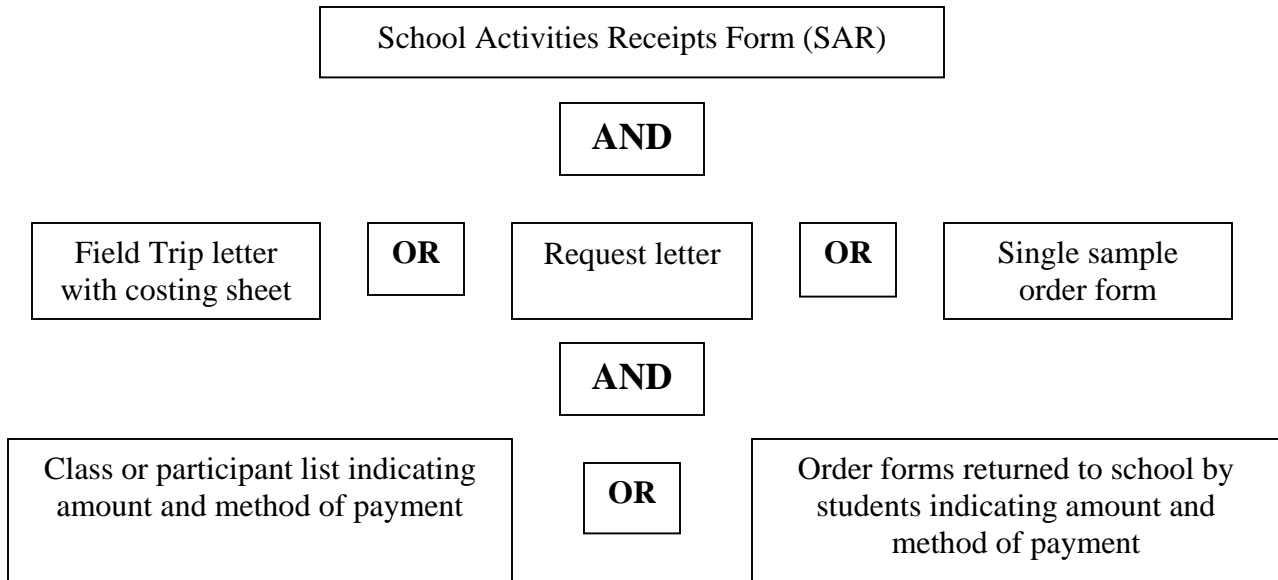 School Activities Receipts Form (SAR)
AND
Field Trip letter
with costing sheet
OR
Request letter
OR
Single sample
order form
AND
Class or participant list indicating
amount and method of payment
OR
Order forms returned to school by
students indicating amount and
method of payment